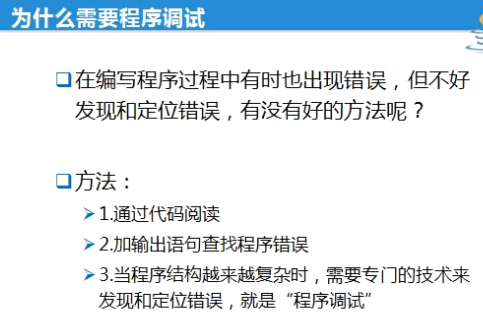 为什么需要程序调试
在编写程序过程中有时也出现错误，但不好
发现和定位错误，有没有好的方法呢？
方法：
1.通过代码阅读
2.加输出语句查找程序错误
3.当程序结构越来越复杂时，需要专门的技术来
发现和定位错误，就是“程序调试”